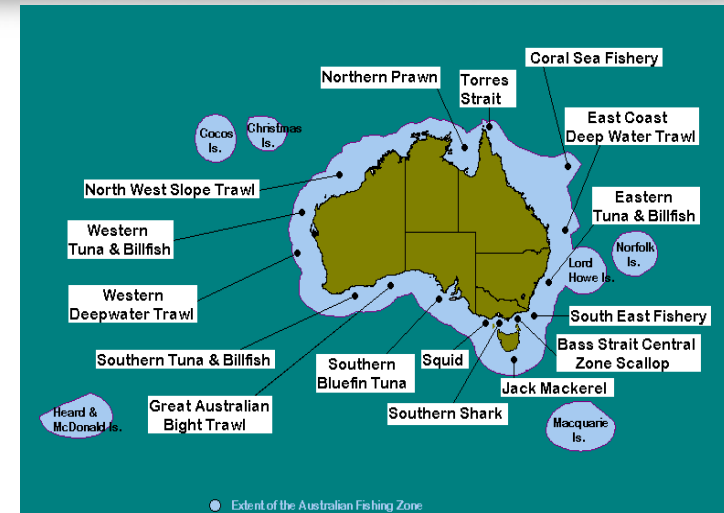 Coral Sea Fishery
Northern Prawn
Torres
Strait
East Coast
Deep Water Trawl
Cocos
Is.
Christmas
Is.
North West Slope Trawl
Eastern
Tuna & Billfish
Western
Tuna & Billfish
Norfolk
Is.
Lord
Howe Is.
Western
Deepwater Trawl
South East Fishery
Bass Strait Central
Zone Scallop
Southern Tuna & Billfish
Southern
Bluefin Tuna
Squid
Jack Mackerel
Great Australian
Bight Trawl
Southern Shark
Heard &
McDonald Is.
Macquarie
Is.
Extent of the Australian Fishing Zone